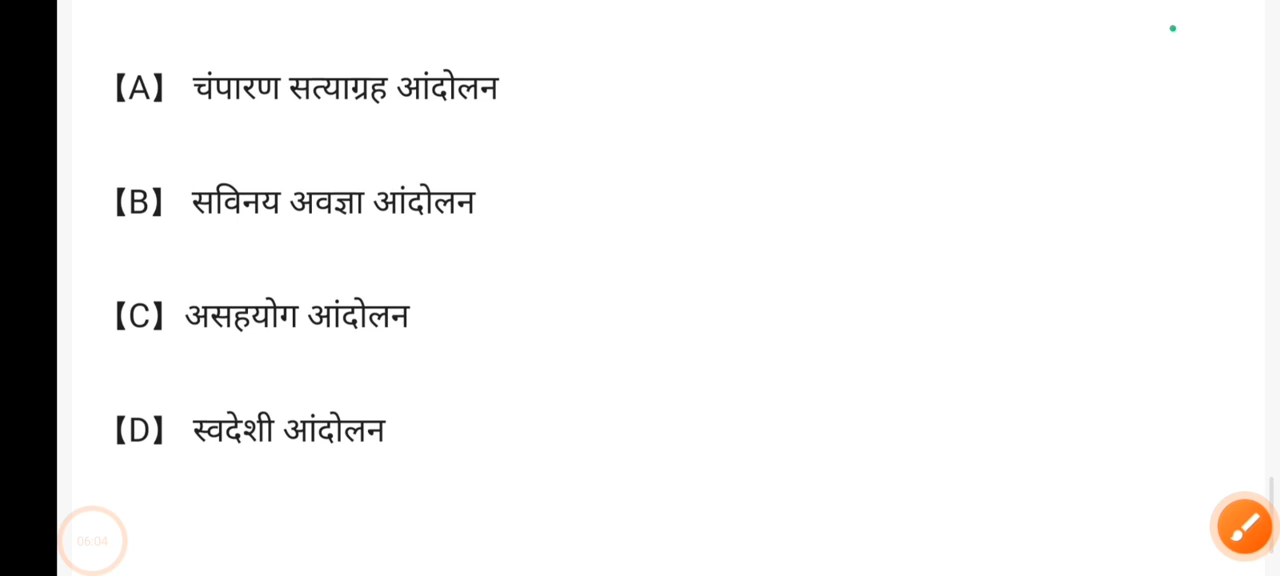 【A】 चंपारण सत्याग्रह आंदोलन
【B】 सविनय अवज्ञा आंदोलन
【C】 असहयोग आंदोलन
【D】 स्वदेशी आंदोलन
06:04